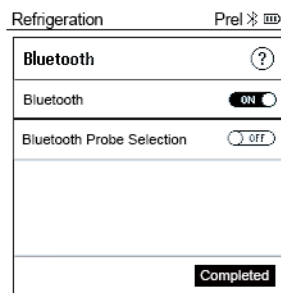 Refrigeration Prel
Bluetooth ?
Bluetooth ON
Bluetooth Probe Selection OFF
Completed